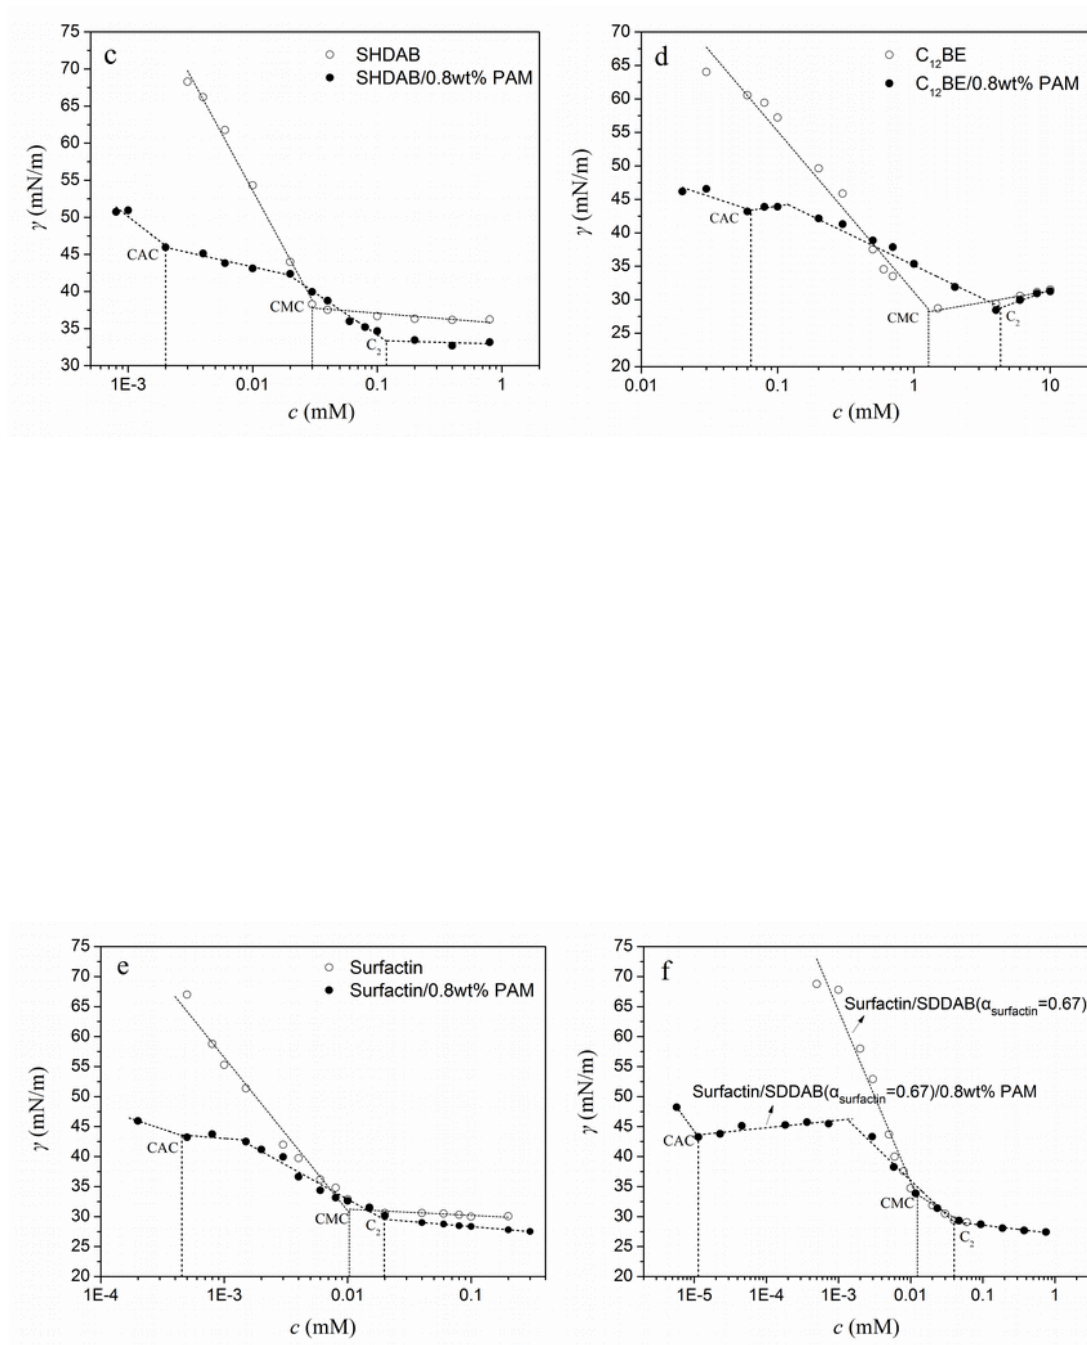 c
SHDAB
SHDAB/0.8wt% PAM
CAC
CMC
C2
75
70
65
60
55
50
45
40
35
30
1E-3
0.01
0.1
1
γ (mN/m)
c (mM)
d
C12BE
C12BE/0.8wt% PAM
CAC
CMC
C2
70
65
60
55
50
45
40
35
30
25
20
0.01
0.1
1
10
γ (mN/m)
c (mM)
e
Surfactin
Surfactin/0.8wt% PAM
CAC
CMC
C2
75
70
65
60
55
50
45
40
35
30
25
20
1E-4
1E-3
0.01
0.1
γ (mN/m)
c (mM)
f
Surfactin/SDDAB(αsurfactin=0.67)
Surfactin/SDDAB(αsurfactin=0.67)/0.8wt% PAM
CAC
CMC
C2
75
70
65
60
55
50
45
40
35
30
25
20
1E-5
1E-4
1E-3
0.01
0.1
1
γ (mN/m)
c (mM)